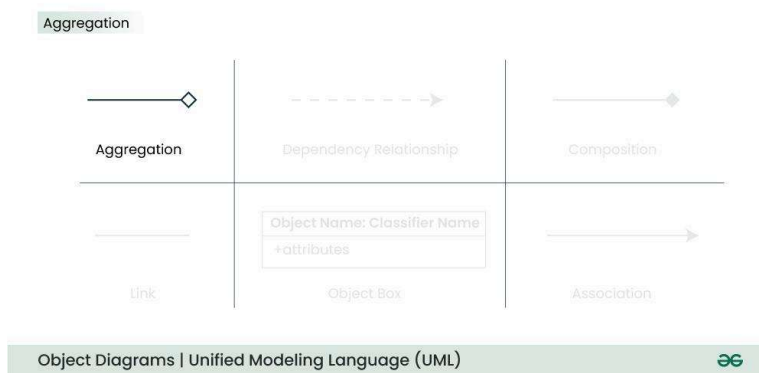 Aggregation
Aggregation
Dependency Relationship
Composition
Object Name: Classifier Name
+attributes
Link
Object Box
Association
Object Diagrams | Unified Modeling Language (UML)